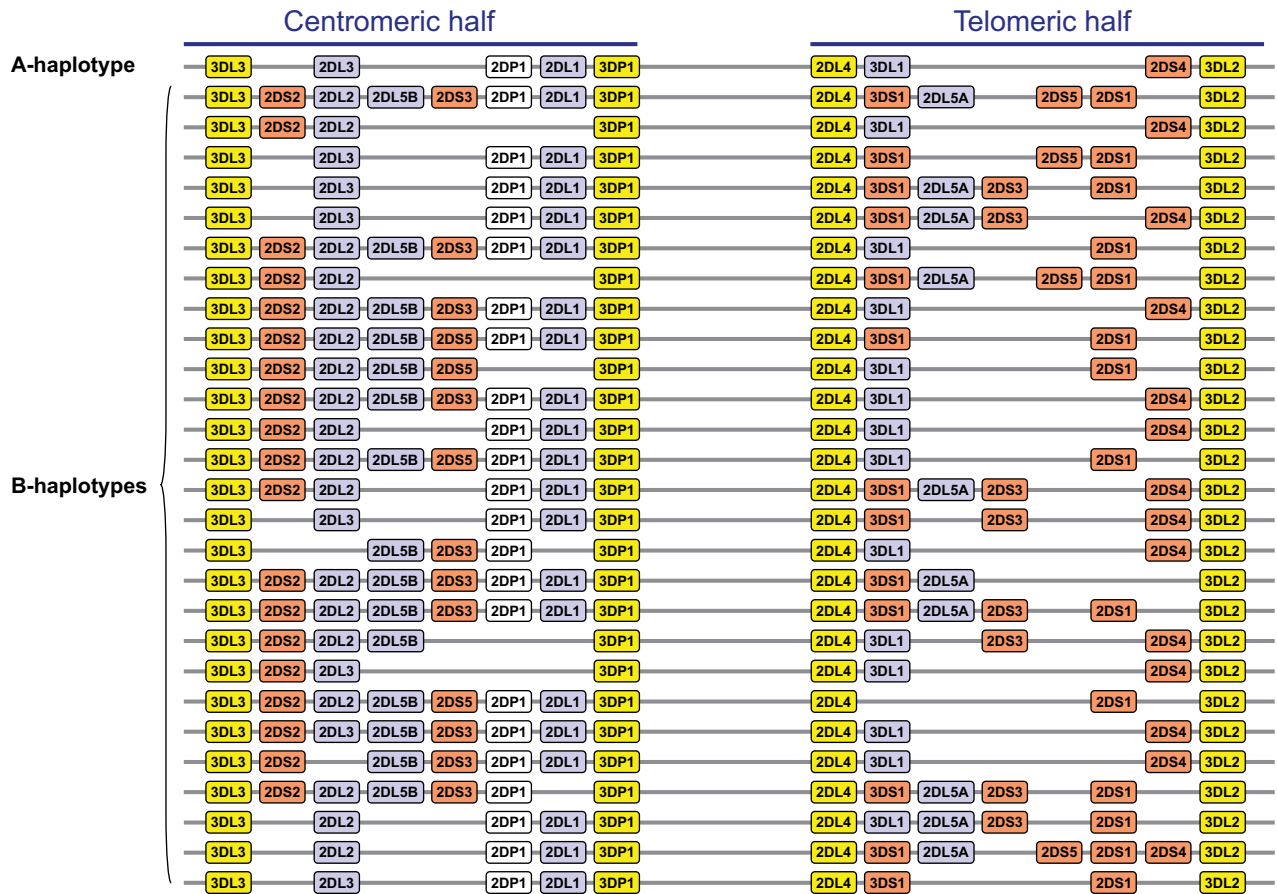 Centromeric half Telomeric half
A-haplotype 3DL3 2DL3 2DP1 2DL1 3DP1 2DL4 3DL1 2DS4 3DL2
3DL3 2DS2 2DL2 2DL5B 2DS3 2DP1 2DL1 3DP1 2DL4 3DS1 2DL5A 2DS5 2DS1 3DL2
3DL3 2DS2 2DL2 3DP1 2DL4 3DL1 2DS4 3DL2
3DL3 2DL3 2DP1 2DL1 3DP1 2DL4 3DS1 2DS5 2DS1 3DL2
3DL3 2DL3 2DP1 2DL1 3DP1 2DL4 3DS1 2DL5A 2DS3 2DS1 3DL2
3DL3 2DL3 2DP1 2DL1 3DP1 2DL4 3DS1 2DL5A 2DS3 2DS4 3DL2
3DL3 2DS2 2DL2 2DL5B 2DS3 2DP1 2DL1 3DP1 2DL4 3DL1 2DS1 3DL2
3DL3 2DS2 2DL2 3DP1 2DL4 3DS1 2DL5A 2DS5 2DS1 3DL2
3DL3 2DS2 2DL2 2DL5B 2DS3 2DP1 2DL1 3DP1 2DL4 3DL1 2DS4 3DL2
3DL3 2DS2 2DL2 2DL5B 2DS5 2DP1 2DL1 3DP1 2DL4 3DS1 2DS1 3DL2
3DL3 2DS2 2DL2 2DL5B 2DS5 3DP1 2DL4 3DL1 2DS1 3DL2
3DL3 2DS2 2DL2 2DL5B 2DS3 2DP1 2DL1 3DP1 2DL4 3DL1 2DS4 3DL2
3DL3 2DS2 2DL2 2DP1 2DL1 3DP1 2DL4 3DL1 2DS4 3DL2
3DL3 2DS2 2DL2 2DL5B 2DS5 2DP1 2DL1 3DP1 2DL4 3DL1 2DS1 3DL2
B-haplotypes 3DL3 2DS2 2DL2 2DP1 2DL1 3DP1 2DL4 3DS1 2DL5A 2DS3 2DS4 3DL2
3DL3 2DL3 2DP1 2DL1 3DP1 2DL4 3DS1 2DS3 2DS4 3DL2
3DL3 2DL5B 2DS3 2DP1 3DP1 2DL4 3DL1 2DS4 3DL2
3DL3 2DS2 2DL2 2DL5B 2DS3 2DP1 2DL1 3DP1 2DL4 3DS1 2DL5A 3DL2
3DL3 2DS2 2DL2 2DL5B 2DS3 2DP1 2DL1 3DP1 2DL4 3DS1 2DL5A 2DS3 2DS1 3DL2
3DL3 2DS2 2DL2 2DL5B 3DP1 2DL4 3DL1 2DS3 2DS4 3DL2
3DL3 2DS2 2DL3 3DP1 2DL4 3DL1 2DS4 3DL2
3DL3 2DS2 2DL2 2DL5B 2DS5 2DP1 2DL1 3DP1 2DL4 2DS1 3DL2
3DL3 2DS2 2DL3 2DL5B 2DS3 2DP1 2DL1 3DP1 2DL4 3DL1 2DS4 3DL2
3DL3 2DS2 2DL5B 2DS3 2DP1 2DL1 3DP1 2DL4 3DL1 2DS4 3DL2
3DL3 2DS2 2DL2 2DL5B 2DS3 2DP1 3DP1 2DL4 3DS1 2DL5A 2DS3 2DS1 3DL2
3DL3 2DL2 2DP1 2DL1 3DP1 2DL4 3DL1 2DL5A 2DS3 2DS1 3DL2
3DL3 2DL2 2DP1 2DL1 3DP1 2DL4 3DS1 2DL5A 2DS5 2DS1 2DS4 3DL2
3DL3 2DL3 2DP1 2DL1 3DP1 2DL4 3DS1 2DS1 3DL2